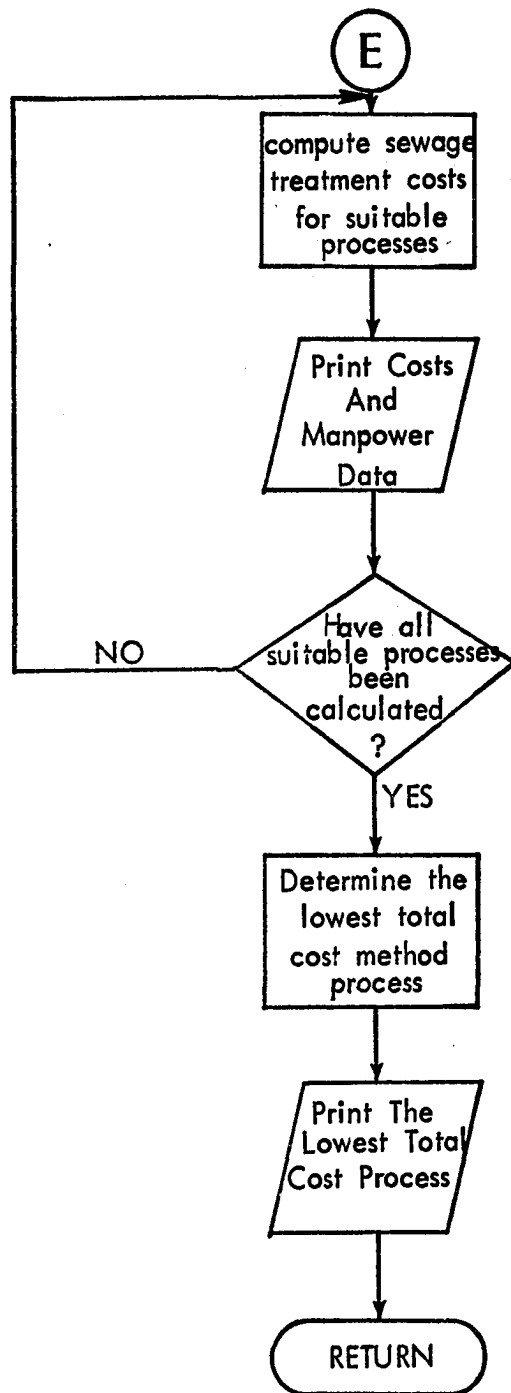 E
compute sewage
treatment costs
for suitable
processes
Print Costs
And
Manpower
Data
Have all
suitable processes
been
calculated
?
NO
YES
Determine the
lowest total
cost method
process
Print The
Lowest Total
Cost Process
RETURN